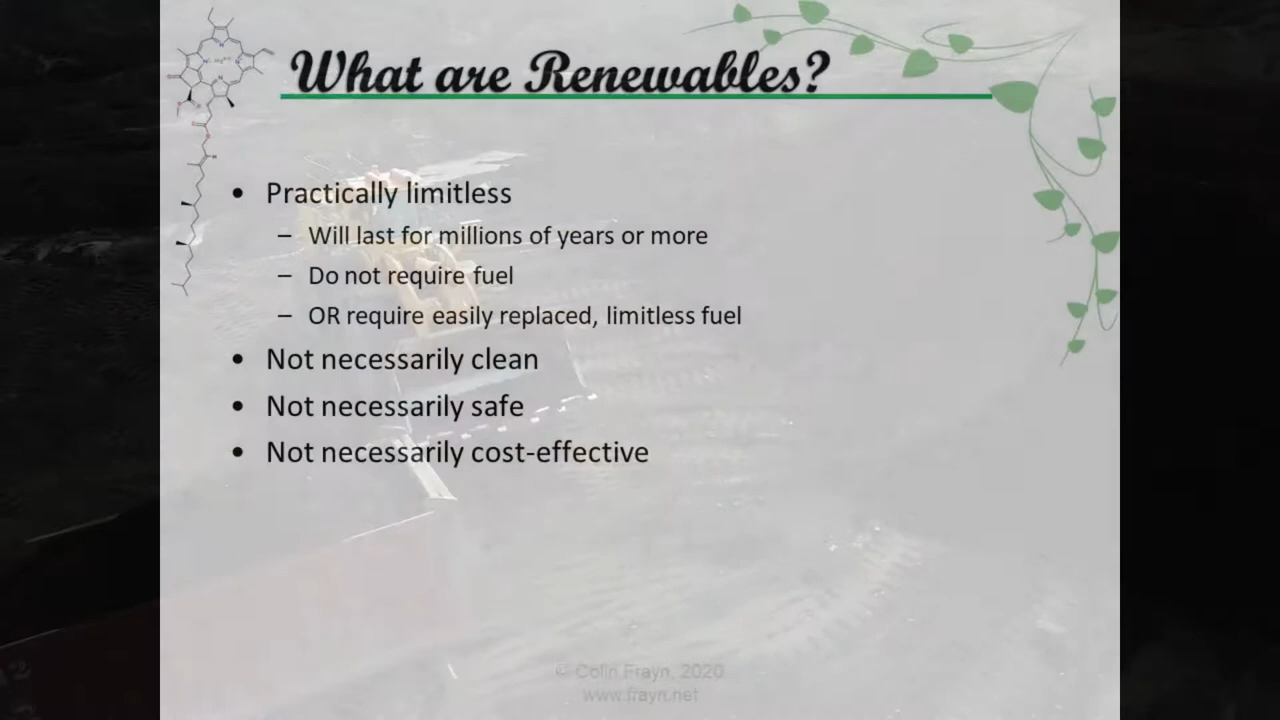 What are Renewables?
• Practically limitless
– Will last for millions of years or more
– Do not require fuel
– OR require easily replaced, limitless fuel
• Not necessarily clean
• Not necessarily safe
• Not necessarily cost-effective
© Colin Frayn, 2020
www.frayn.net